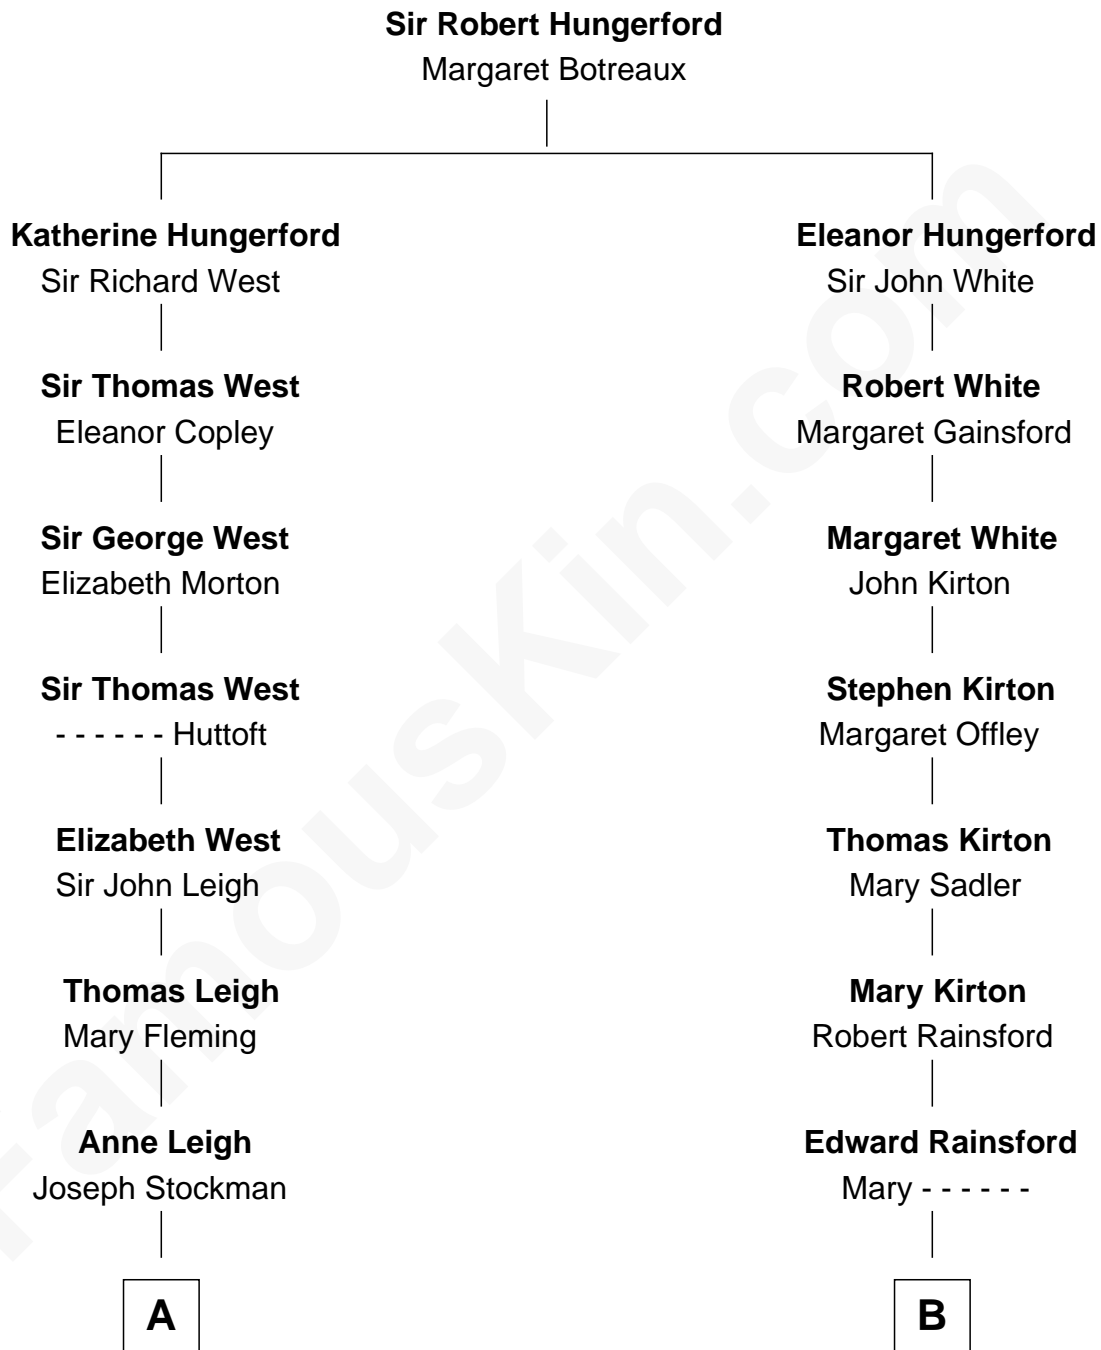 Sir Robert Hungerford
Margaret Botreaux
Katherine Hungerford
Sir Richard West
Eleanor Hungerford
Sir John White
Sir Thomas West
Eleanor Copley
Robert White
Margaret Gainsford
Sir George West
Elizabeth Morton
Margaret White
John Kirton
Sir Thomas West
- - - - - - Huttoft
Stephen Kirton
Margaret Offley
Elizabeth West
Sir John Leigh
Thomas Kirton
Mary Sadler
Thomas Leigh
Mary Fleming
Mary Kirton
Robert Rainsford
Anne Leigh
Joseph Stockman
Edward Rainsford
Mary - - - - - -
A
B
FamousKin.com